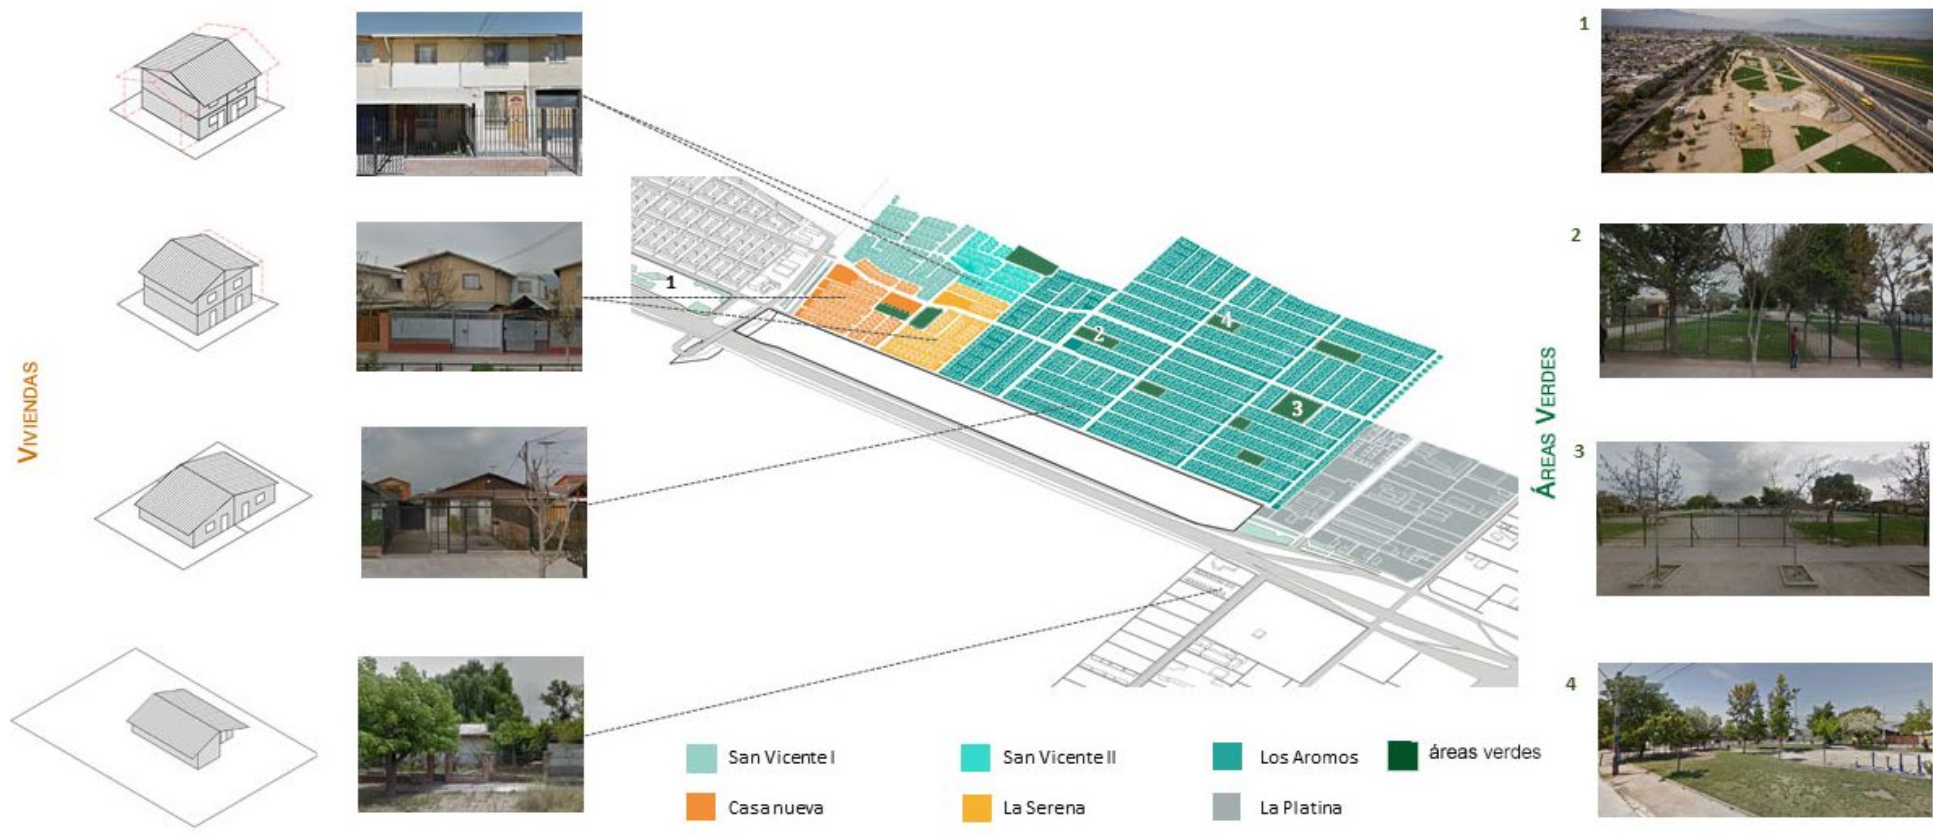 VIVIENDAS
1
2
3
4
1
2
4
3
ÁREAS VERDES
San Vicente I
San Vicente II
Los Aromos
áreas verdes
Casa nueva
La Serena
La Platina